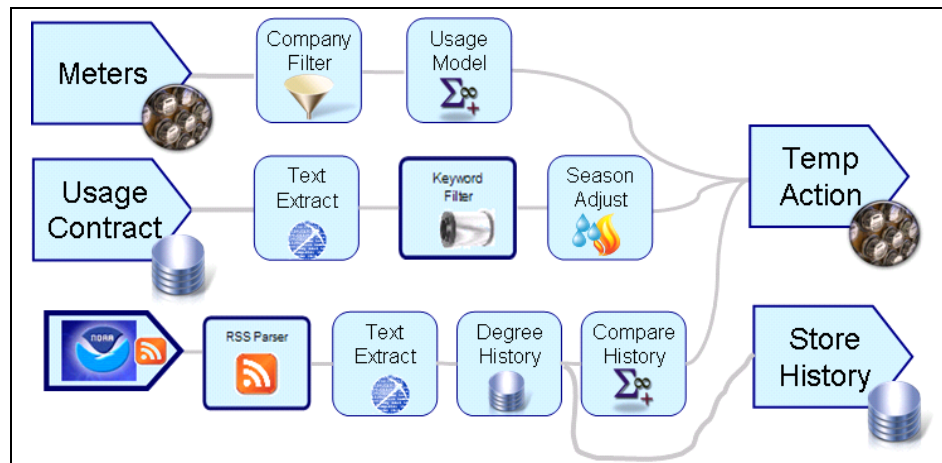 Meters
Company
Filter
Usage
Model
Usage
Contract
Text
Extract
Keyword
Filter
Season
Adjust
Temp
Action
NOAA
RSS Parser
Text
Extract
Degree
History
Compare
History
Store
History